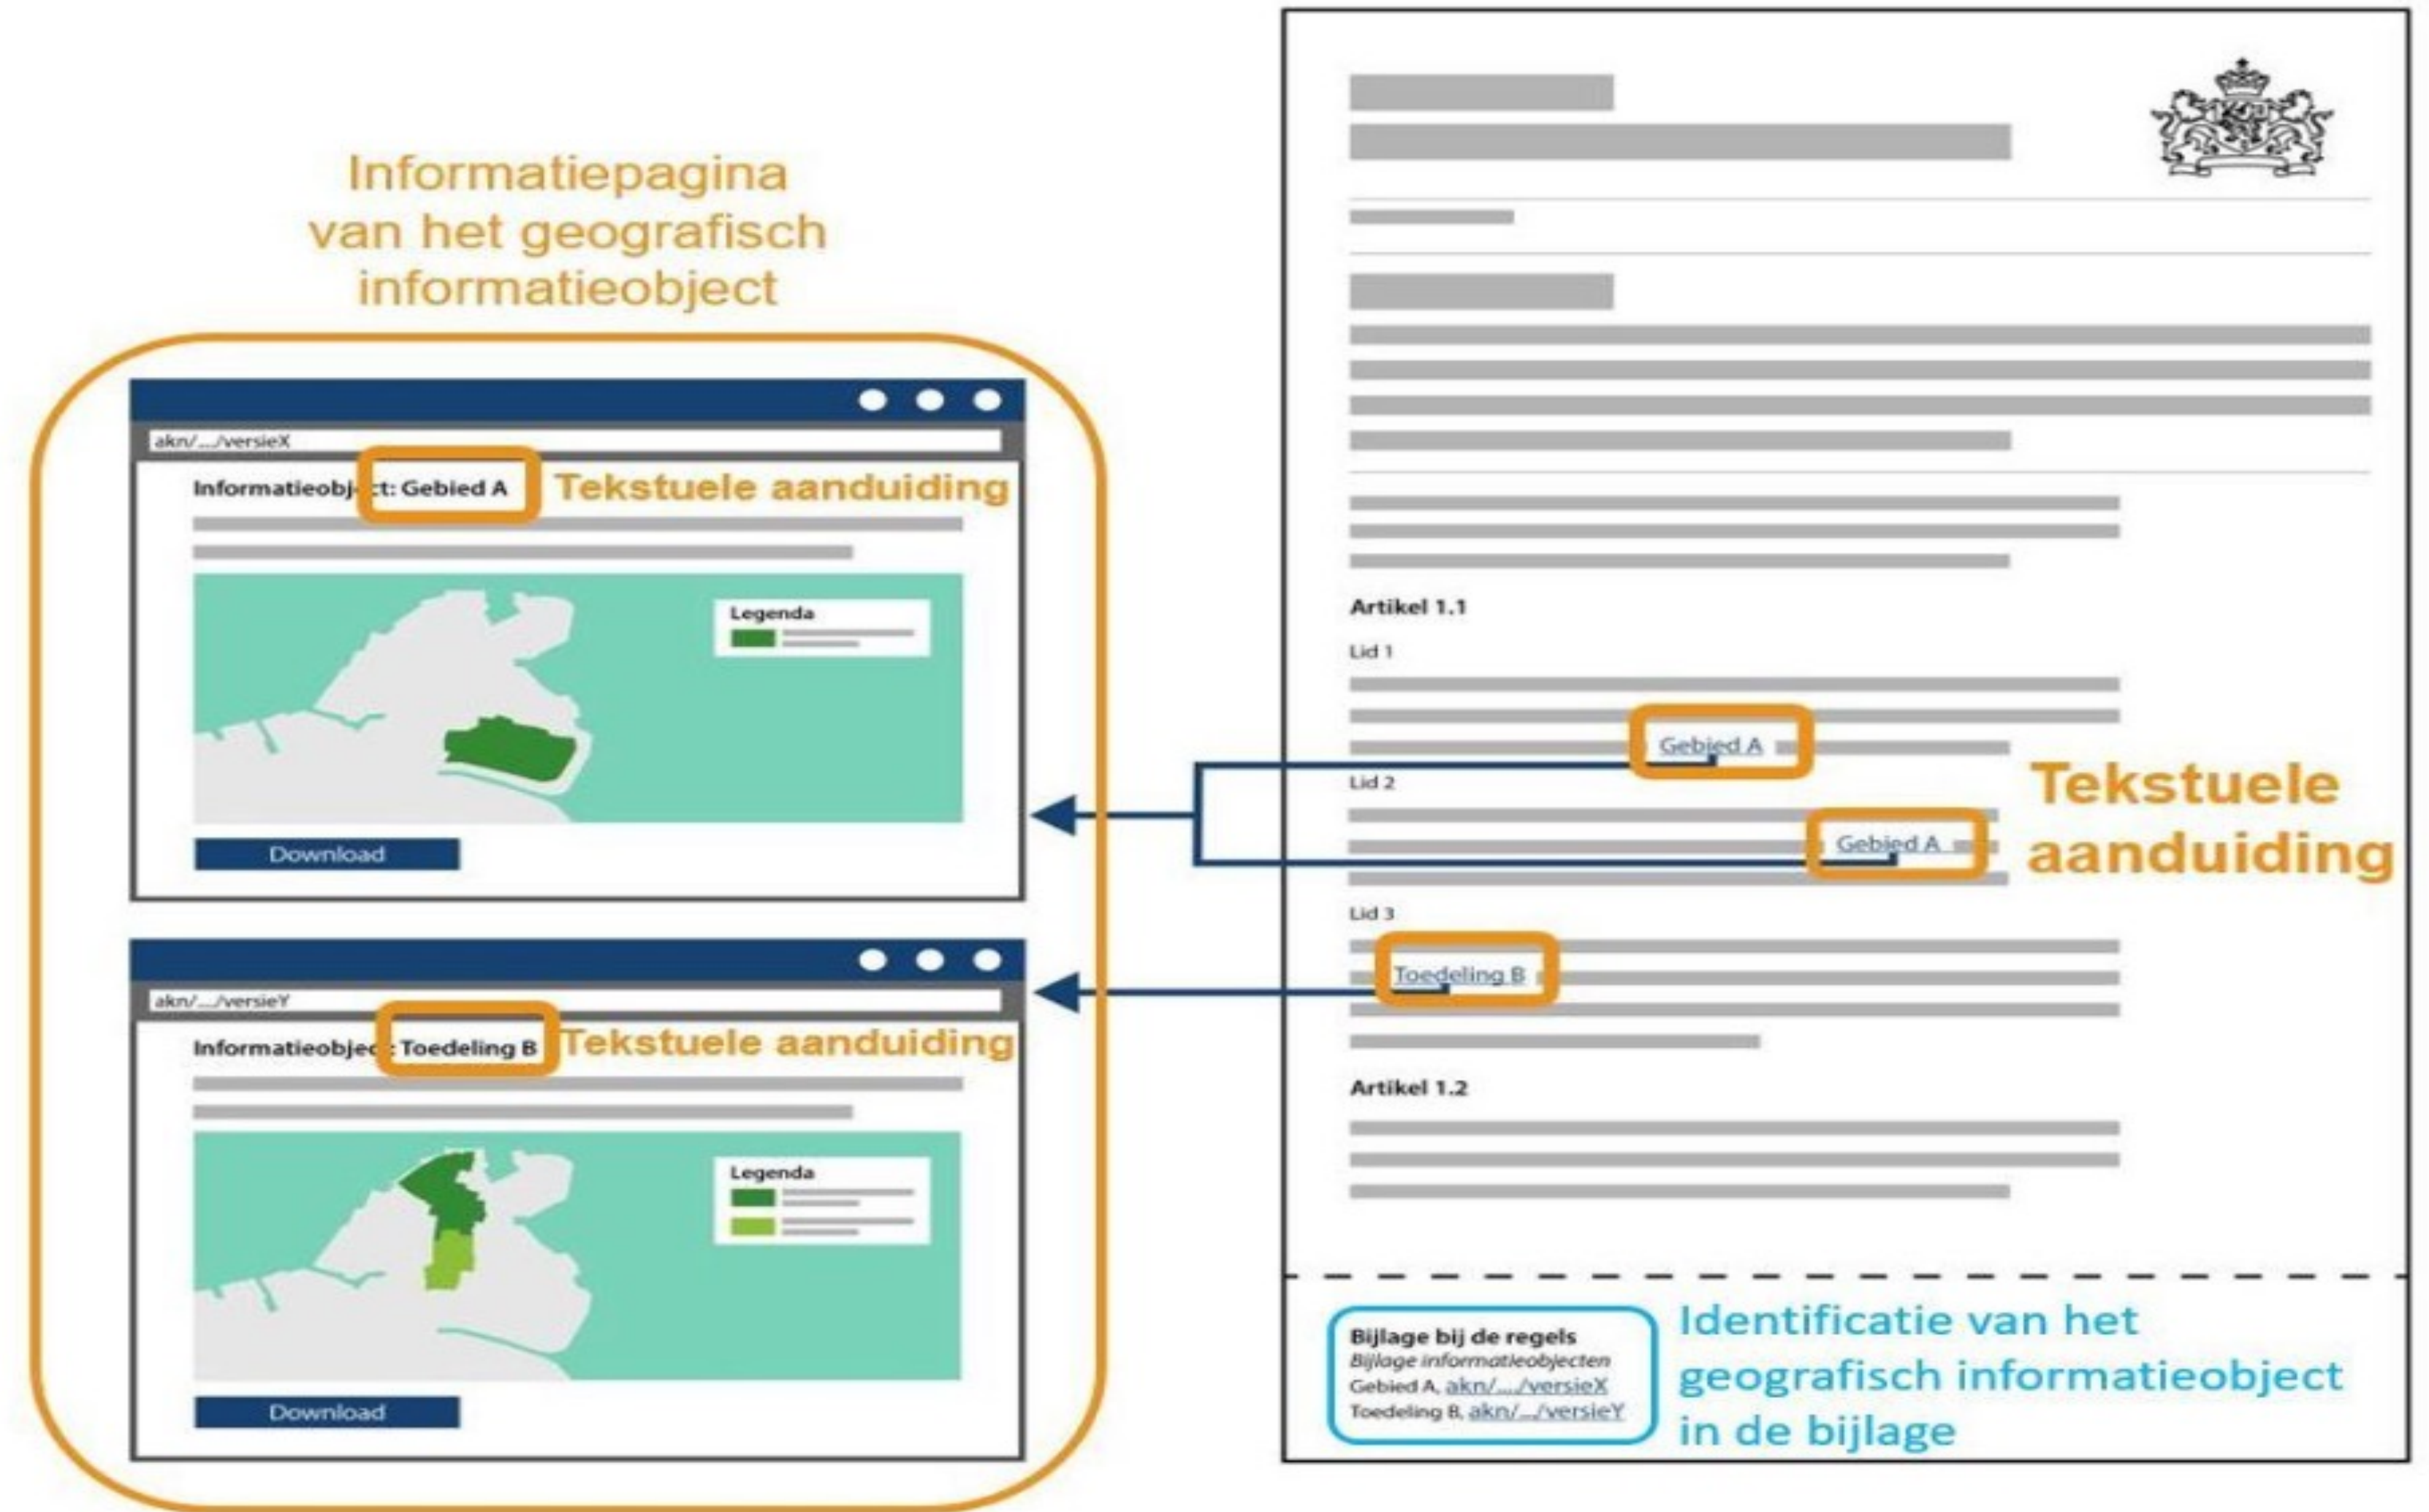 Informatiepagina
van het geografisch
informatieobject
akn/.../versieX
Informatieobject: Gebied A
Tekstuele aanduiding
Legenda
Download
akn/.../versieY
Informatieobject: Toedeling B
Tekstuele aanduiding
Legenda
Download
Artikel 1.1
Lid 1
Gebied A
Lid 2
Gebied A
Tekstuele
aanduiding
Lid 3
Toedeling B
Artikel 1.2
Bijlage bij de regels
Bijlage informatieobjecten
Gebied A, akn/.../versieX
Toedeling B, akn/.../versieY
Identificatie van het
geografisch informatieobject
in de bijlage